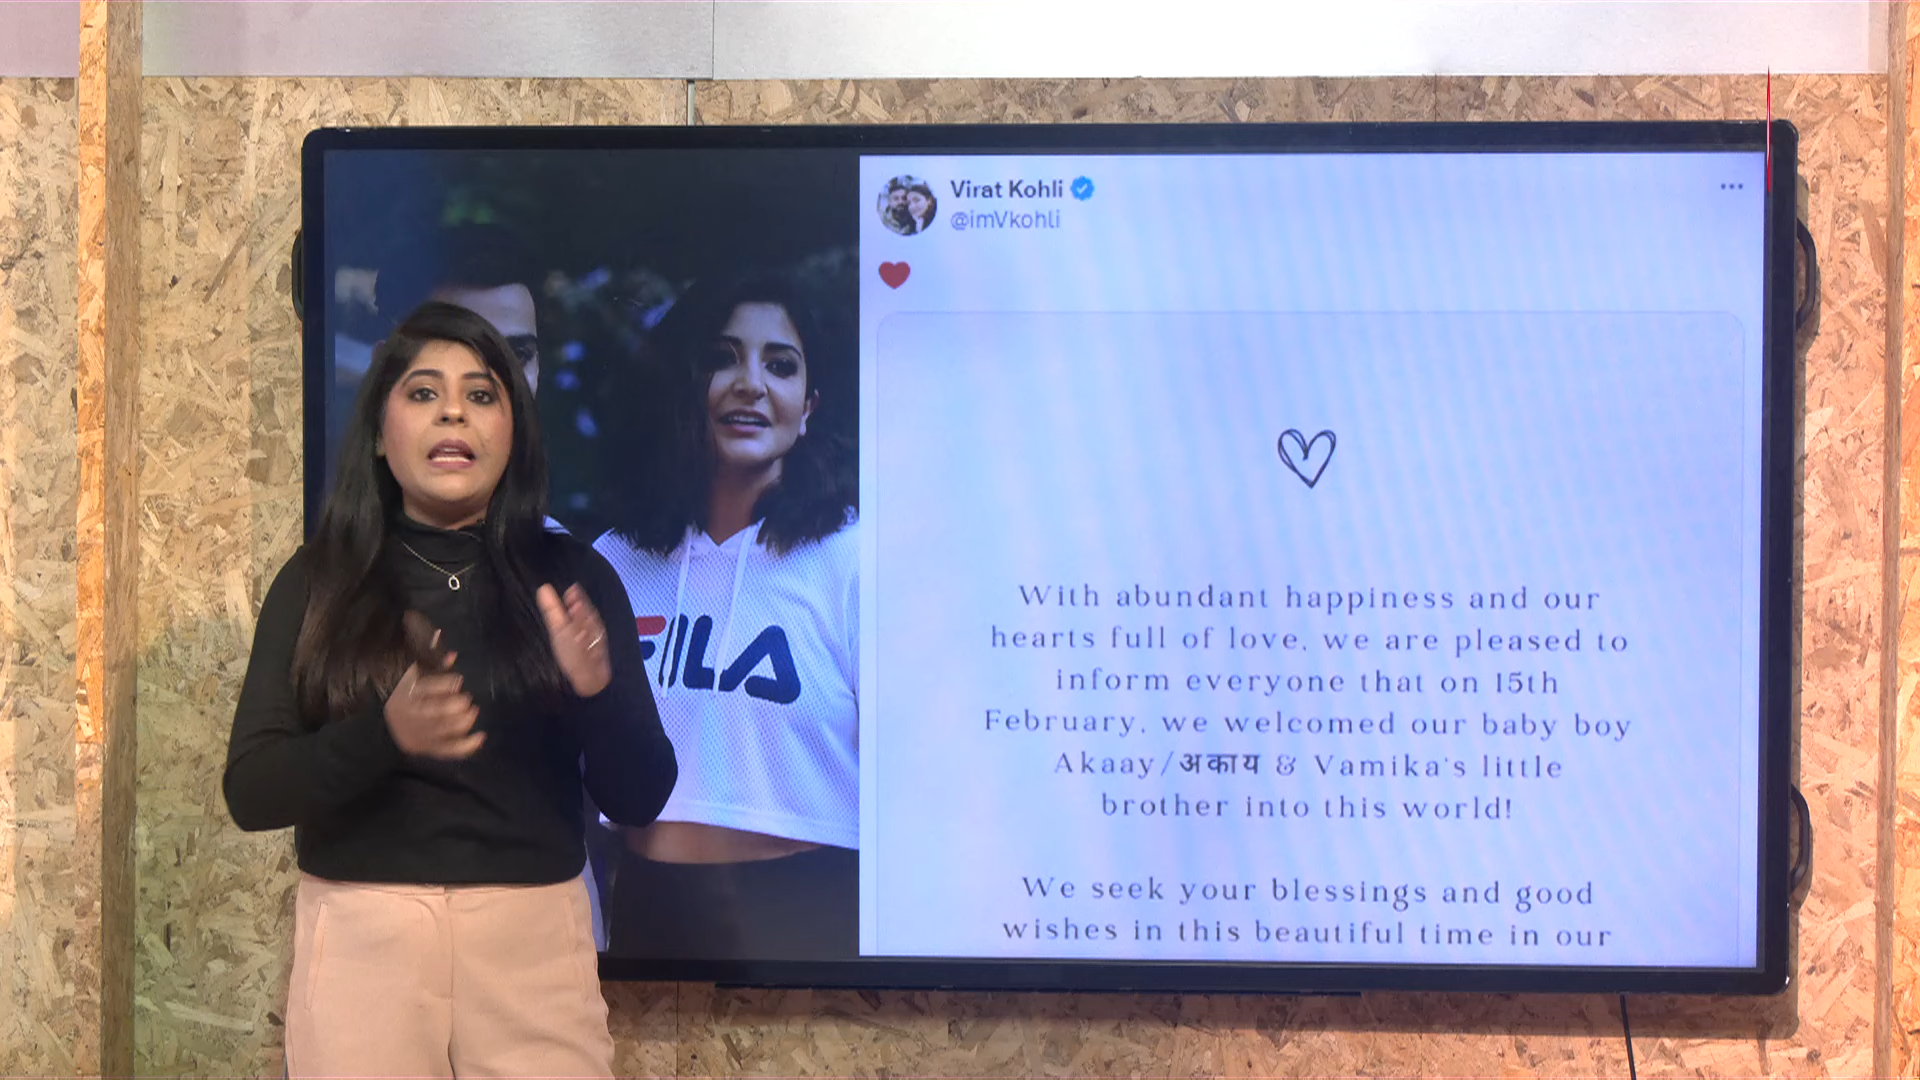 Virat Kohli
@imVkohli
FILA
With abundant happiness and our
hearts full of love, we are pleased to
inform everyone that on 15th
February, we welcomed our baby boy
Akaay/अकाय & Vamika's little
brother into this world!
We seek your blessings and good
wishes in this beautiful time in our